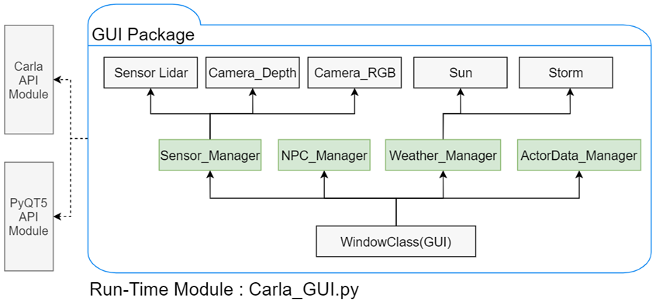 GUI Package
Carla
API
Module
Sensor Lidar
Camera_Depth
Camera_RGB
Sun
Storm
Sensor_Manager
NPC_Manager
Weather_Manager
ActorData_Manager
PyQT5
API
Module
WindowClass(GUI)
Run-Time Module : Carla_GUI.py